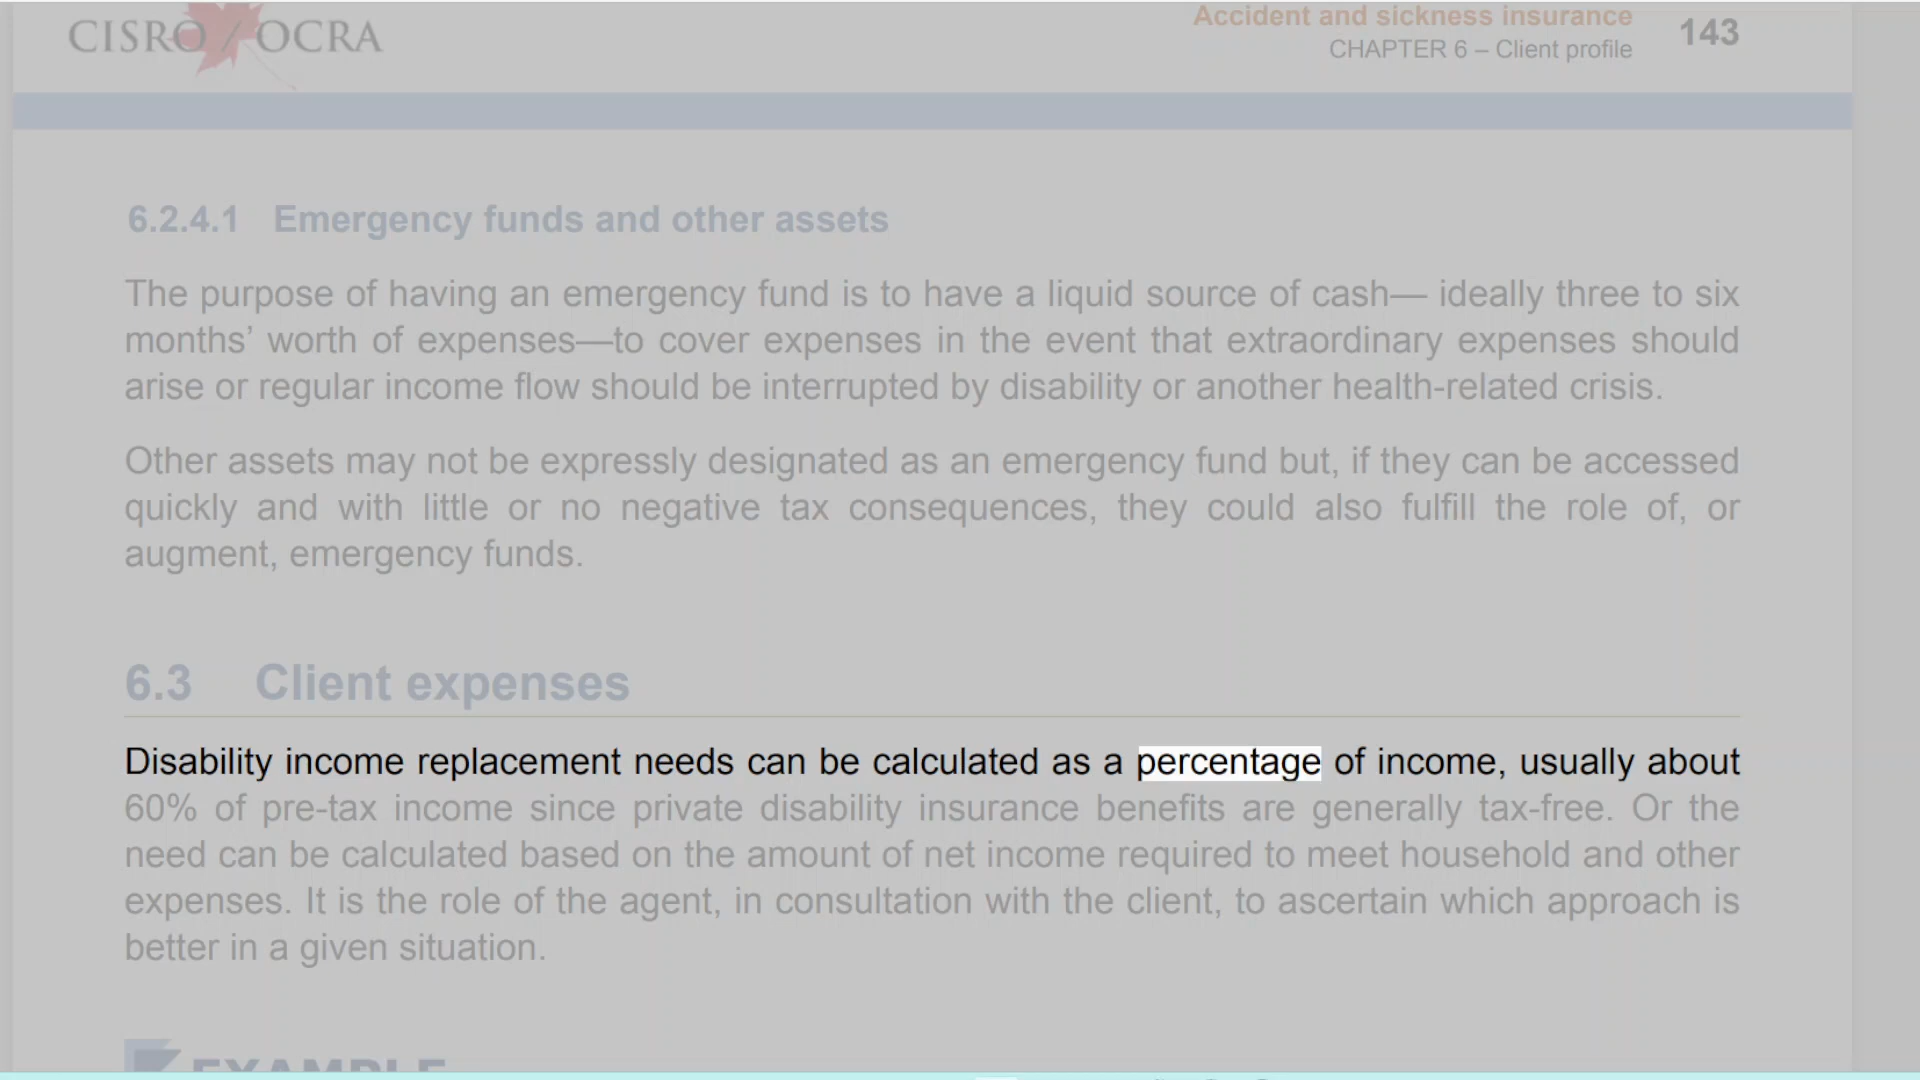 CISRO / OCRA
Accident and sickness insurance
CHAPTER 6 – Client profile
143
6.2.4.1 Emergency funds and other assets
The purpose of having an emergency fund is to have a liquid source of cash— ideally three to six
months’ worth of expenses—to cover expenses in the event that extraordinary expenses should
arise or regular income flow should be interrupted by disability or another health-related crisis.
Other assets may not be expressly designated as an emergency fund but, if they can be accessed
quickly and with little or no negative tax consequences, they could also fulfill the role of, or
augment, emergency funds.
6.3 Client expenses
Disability income replacement needs can be calculated as a percentage of income, usually about
60% of pre-tax income since private disability insurance benefits are generally tax-free. Or the
need can be calculated based on the amount of net income required to meet household and other
expenses. It is the role of the agent, in consultation with the client, to ascertain which approach is
better in a given situation.
EXAMPLE